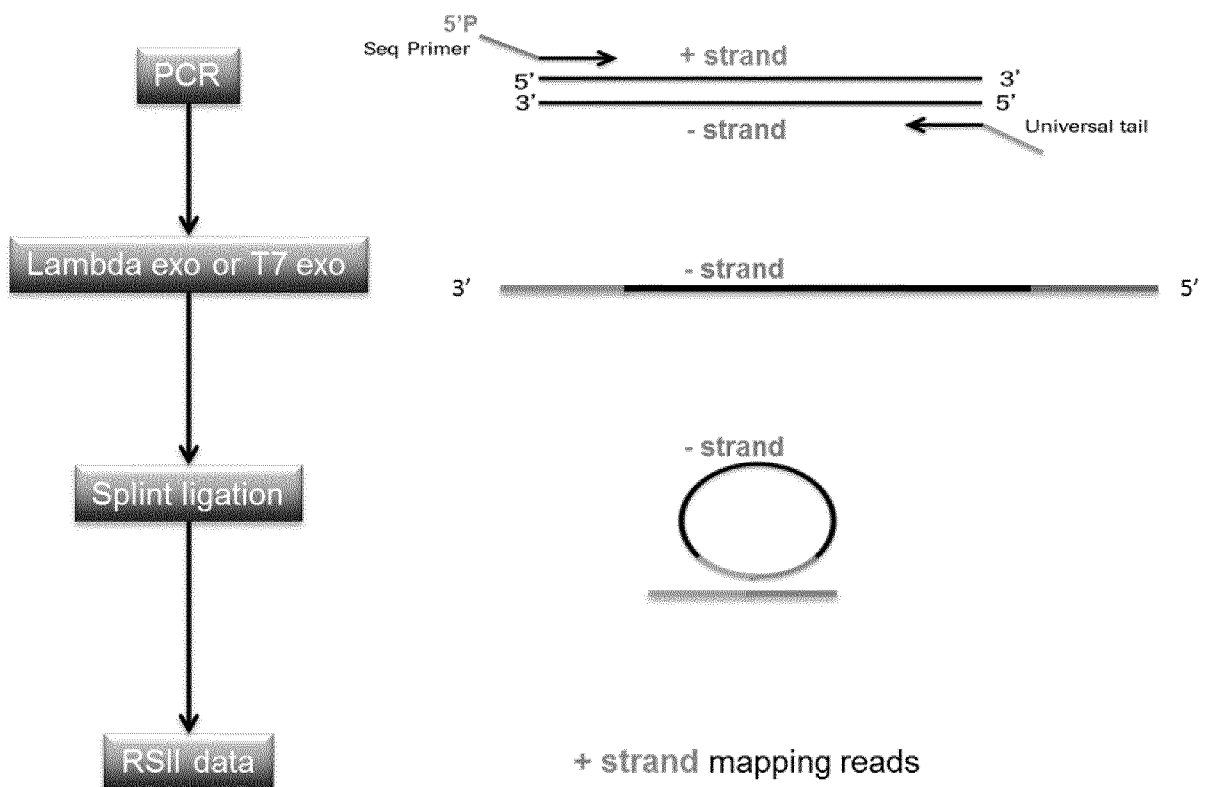 PCR
5'P
Seq Primer
+ strand
5' 3'
3' 5'
- strand
Universal tail
Lambda exo or T7 exo
- strand
3' 5'
- strand
Splint ligation
RSII data
+ strand mapping reads